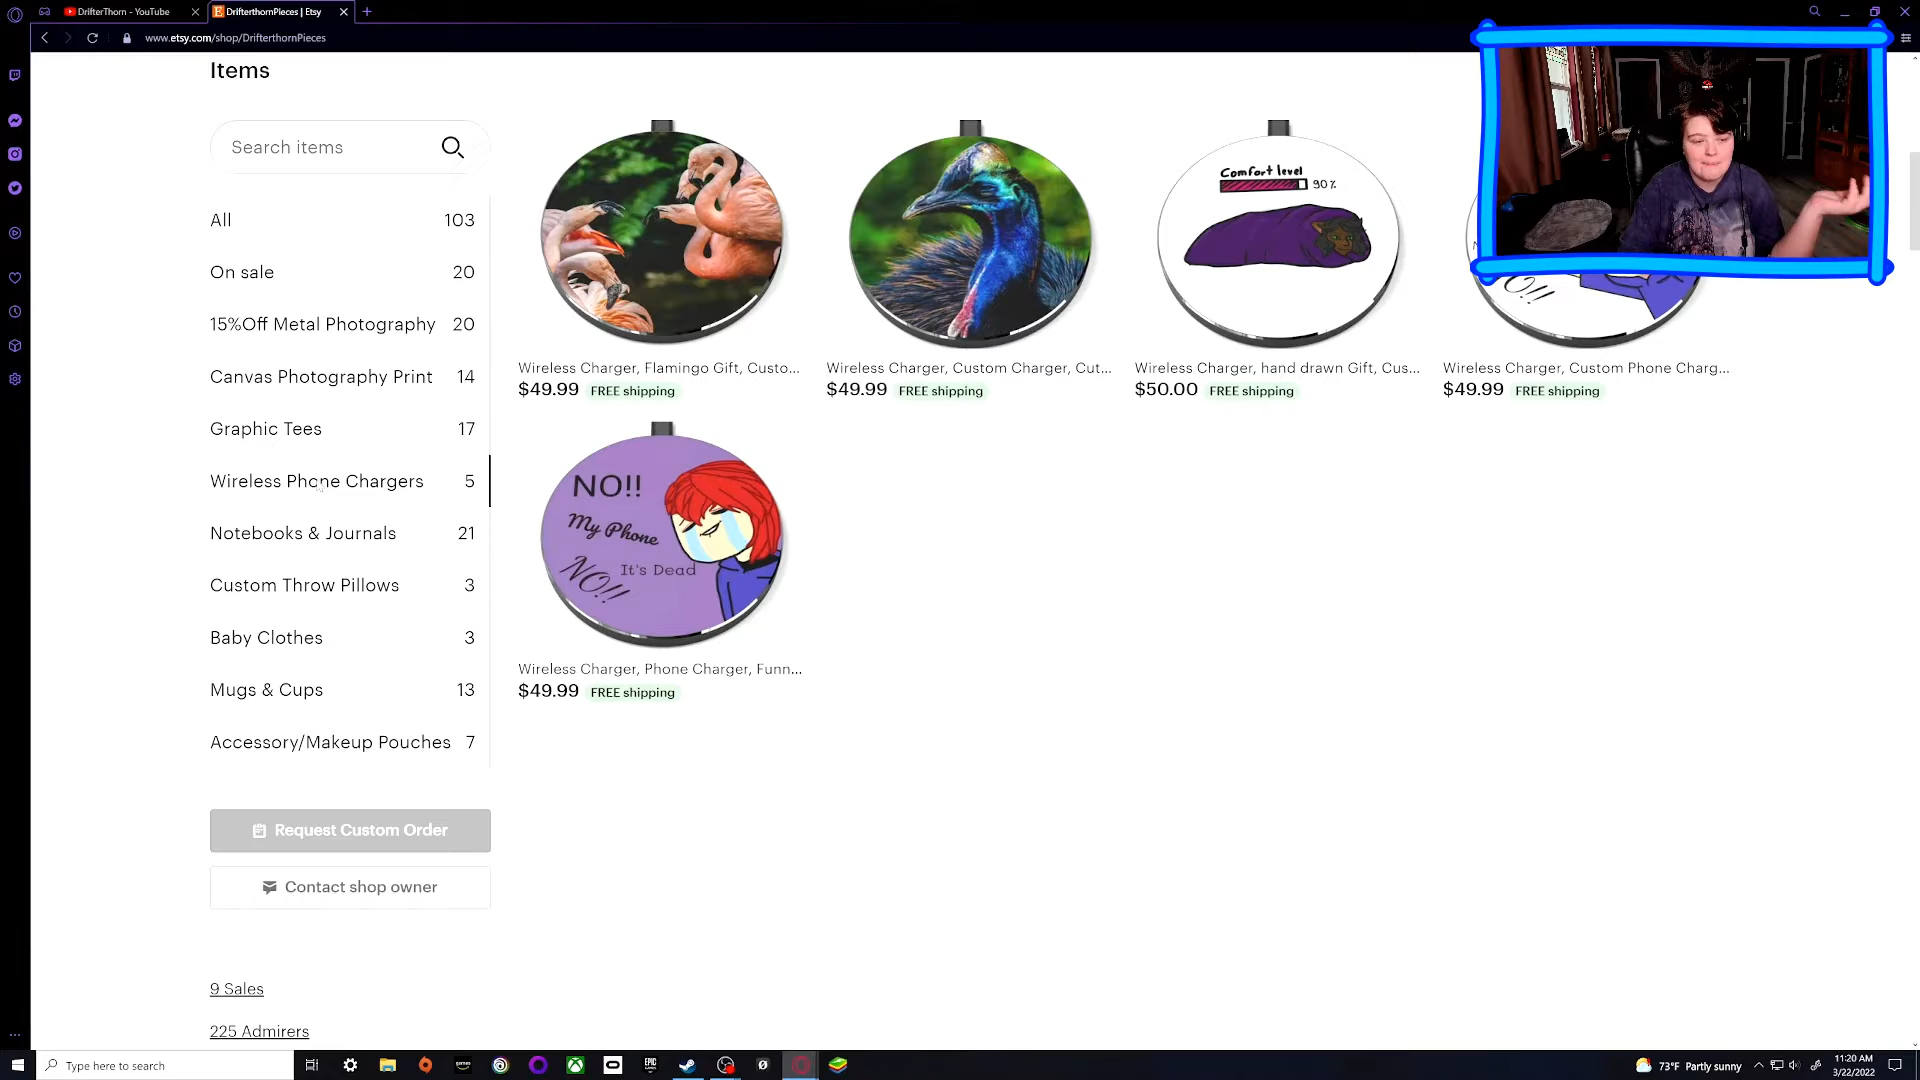 DrifterThorn - YouTube
DrifterthornPieces | Etsy
www.etsy.com/shop/DrifterthornPieces
Items
Search items
All 103
On sale 20
15%Off Metal Photography 20
Canvas Photography Print 14
Graphic Tees 17
Wireless Phone Chargers 5
Notebooks & Journals 21
Custom Throw Pillows 3
Baby Clothes 3
Mugs & Cups 13
Accessory/Makeup Pouches 7
Request Custom Order
Contact shop owner
9 Sales
225 Admirers
Comfort level
90%
NO!!
Wireless Charger, Flamingo Gift, Custo...
$49.99 FREE shipping
Wireless Charger, Custom Charger, Cut...
$49.99 FREE shipping
Wireless Charger, hand drawn Gift, Cus...
$50.00 FREE shipping
Wireless Charger, Custom Phone Charg...
$49.99 FREE shipping
NO!!
My Phone
It's Dead
NO!!
Wireless Charger, Phone Charger, Funn...
$49.99 FREE shipping
Type here to search
EPIC
GAMES
73°F Partly sunny
11:20 AM
3/22/2022